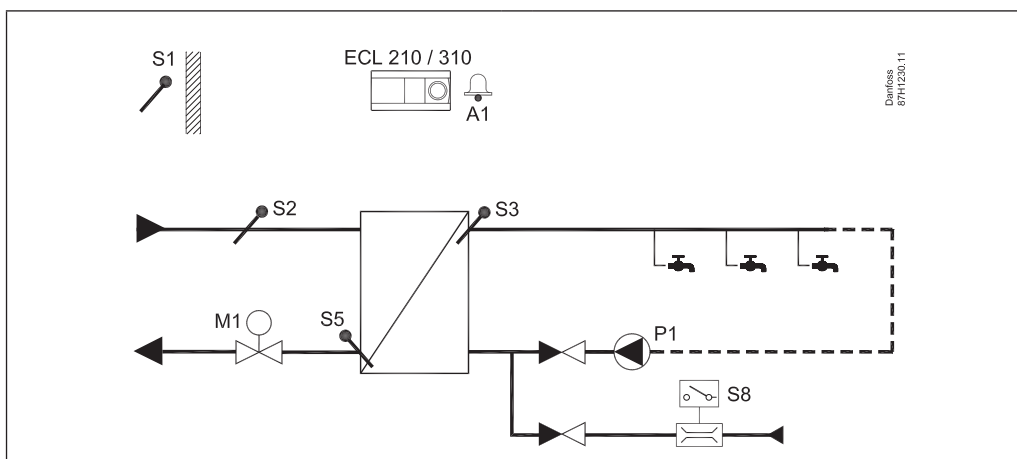 S1
ECL 210 / 310
A1
Danfoss
87H1230.11
S2
S3
M1
S5
P1
S8